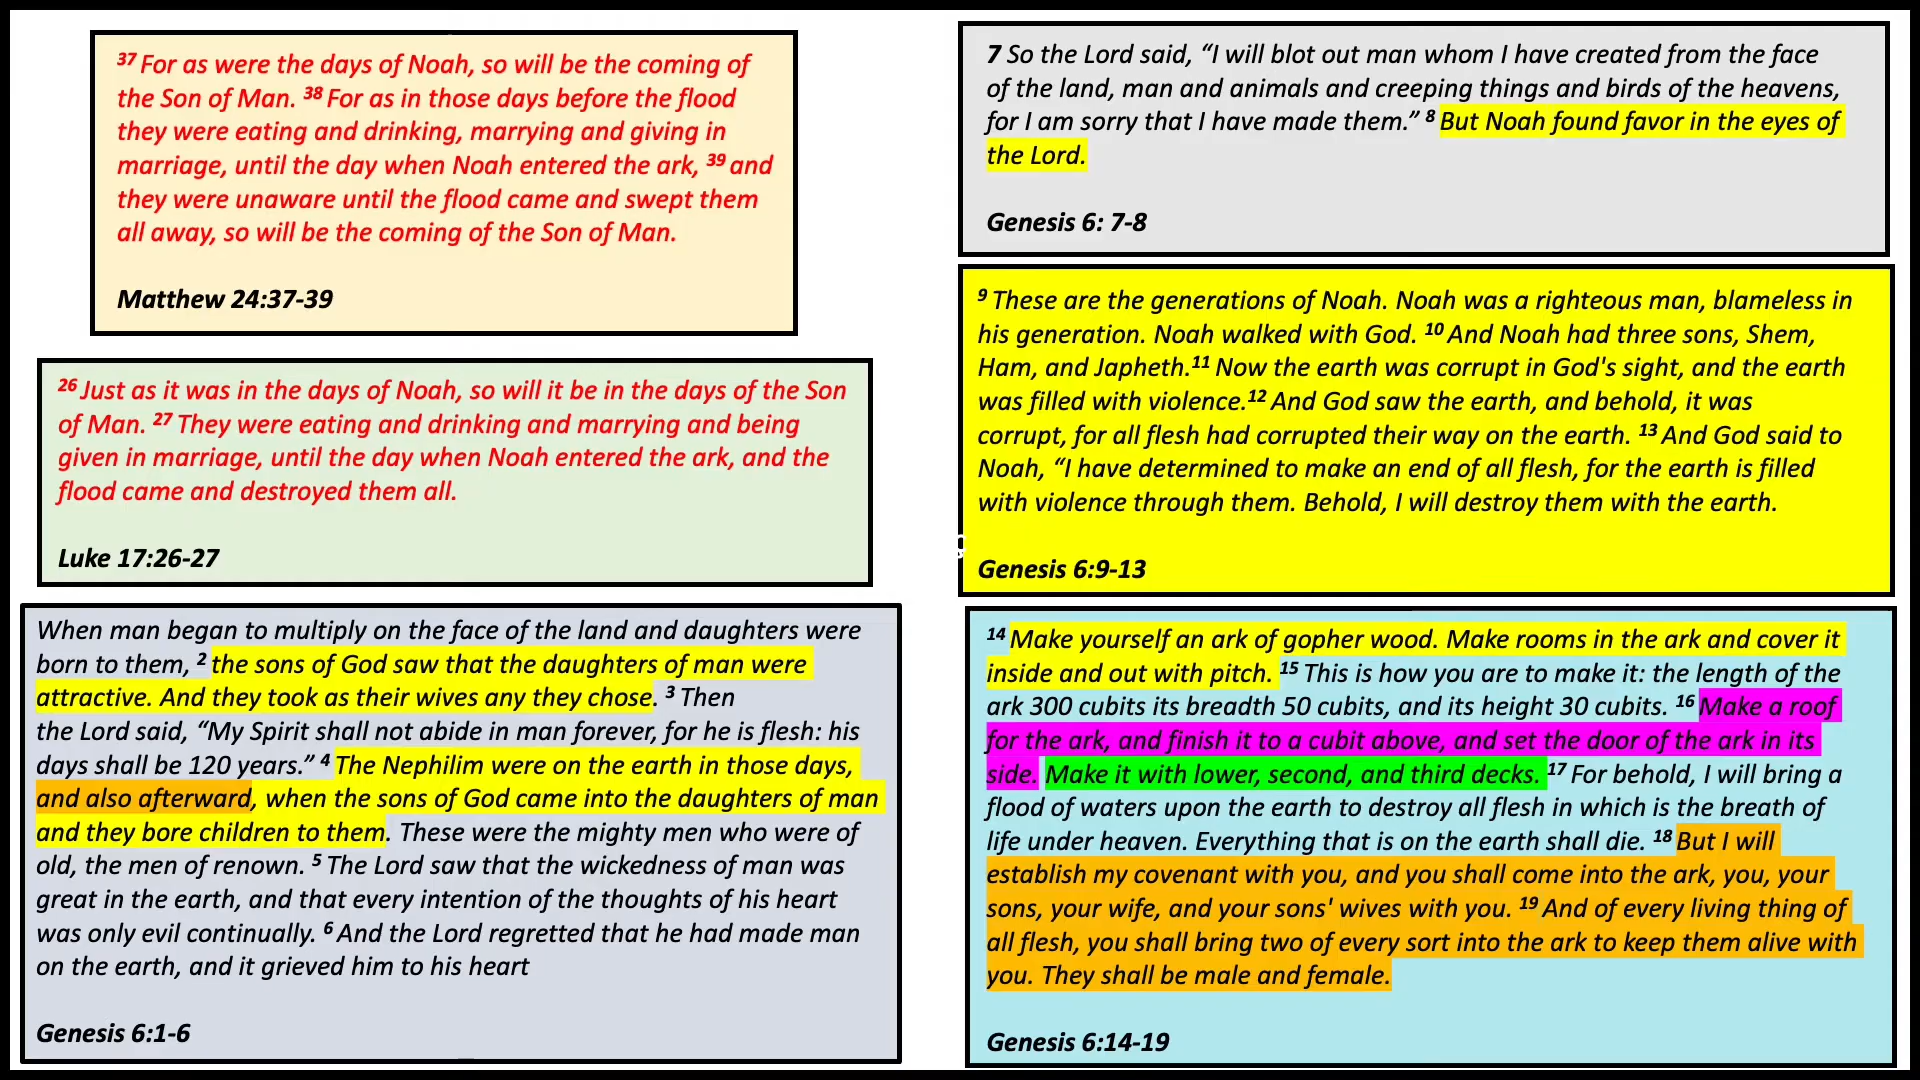 37 For as were the days of Noah, so will be the coming of
the Son of Man. 38 For as in those days before the flood
they were eating and drinking, marrying and giving in
marriage, until the day when Noah entered the ark, 39 and
they were unaware until the flood came and swept them
all away, so will be the coming of the Son of Man.
Matthew 24:37-39
26 Just as it was in the days of Noah, so will it be in the days of the Son
of Man. 27 They were eating and drinking and marrying and being
given in marriage, until the day when Noah entered the ark, and the
flood came and destroyed them all.
Luke 17:26-27
When man began to multiply on the face of the land and daughters were
born to them, 2 the sons of God saw that the daughters of man were
attractive. And they took as their wives any they chose. 3 Then
the Lord said, “My Spirit shall not abide in man forever, for he is flesh: his
days shall be 120 years.” 4 The Nephilim were on the earth in those days,
and also afterward, when the sons of God came into the daughters of man
and they bore children to them. These were the mighty men who were of
old, the men of renown. 5 The Lord saw that the wickedness of man was
great in the earth, and that every intention of the thoughts of his heart
was only evil continually. 6 And the Lord regretted that he had made man
on the earth, and it grieved him to his heart
Genesis 6:1-6
7 So the Lord said, “I will blot out man whom I have created from the face
of the land, man and animals and creeping things and birds of the heavens,
for I am sorry that I have made them.” 8 But Noah found favor in the eyes of
the Lord.
Genesis 6: 7-8
9 These are the generations of Noah. Noah was a righteous man, blameless in
his generation. Noah walked with God. 10 And Noah had three sons, Shem,
Ham, and Japheth.11 Now the earth was corrupt in God's sight, and the earth
was filled with violence.12 And God saw the earth, and behold, it was
corrupt, for all flesh had corrupted their way on the earth. 13 And God said to
Noah, “I have determined to make an end of all flesh, for the earth is filled
with violence through them. Behold, I will destroy them with the earth.
Genesis 6:9-13
14 Make yourself an ark of gopher wood. Make rooms in the ark and cover it
inside and out with pitch. 15 This is how you are to make it: the length of the
ark 300 cubits its breadth 50 cubits, and its height 30 cubits. 16 Make a roof
for the ark, and finish it to a cubit above, and set the door of the ark in its
side. Make it with lower, second, and third decks. 17 For behold, I will bring a
flood of waters upon the earth to destroy all flesh in which is the breath of
life under heaven. Everything that is on the earth shall die. 18 But I will
establish my covenant with you, and you shall come into the ark, you, your
sons, your wife, and your sons' wives with you. 19 And of every living thing of
all flesh, you shall bring two of every sort into the ark to keep them alive with
you. They shall be male and female.
Genesis 6:14-19